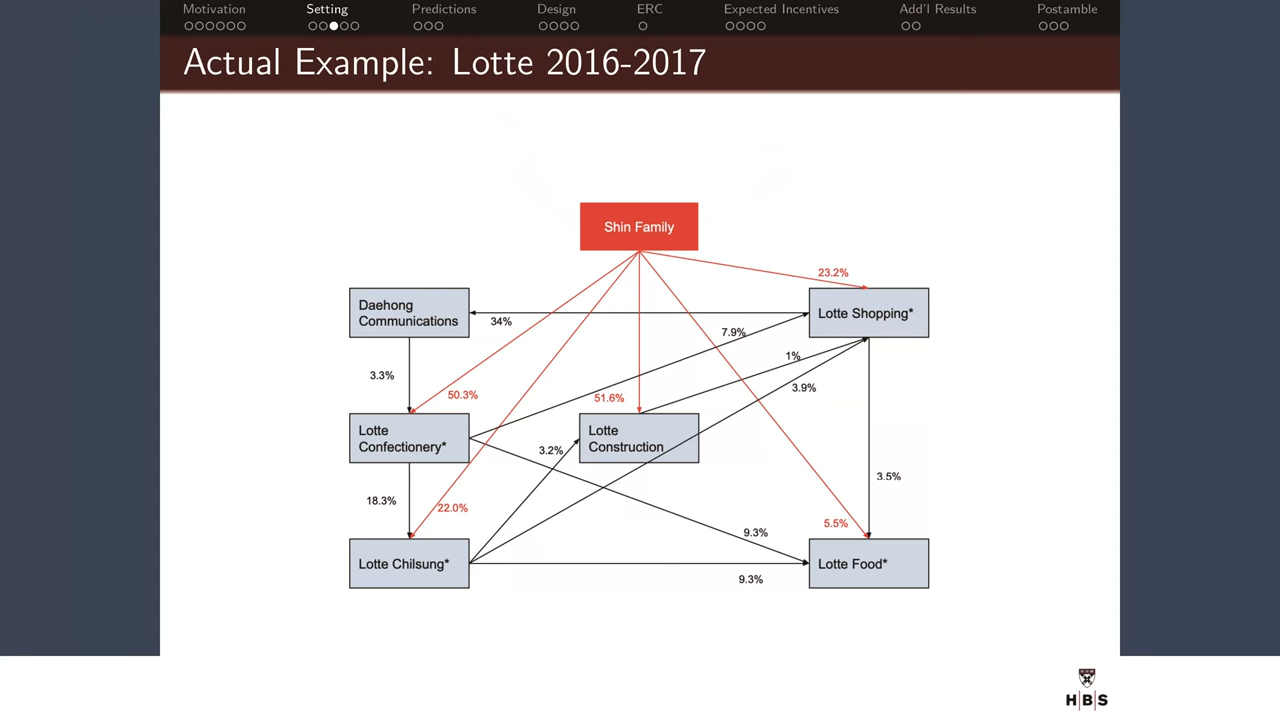 Motivation
Setting
Predictions
Design
ERC
Expected Incentives
Add'l Results
Postamble
Actual Example: Lotte 2016-2017
Shin Family
23.2%
Daehong
Communications
Lotte Shopping*
34%
7.9%
1%
3.3%
3.9%
50.3%
51.6%
Lotte
Confectionery*
Lotte
Construction
3.2%
3.5%
18.3%
22.0%
5.5%
9.3%
Lotte Chilsung*
Lotte Food*
9.3%
HBS